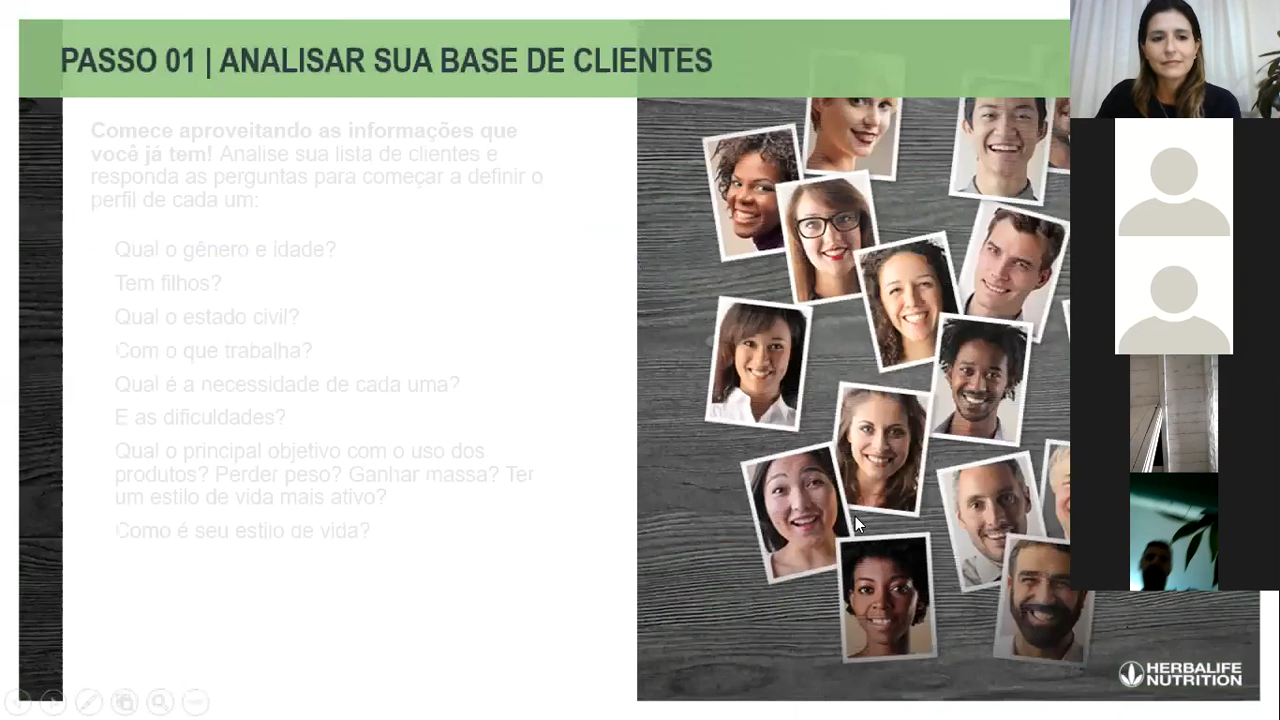 PASSO 01 | ANALISAR SUA BASE DE CLIENTES
Comece aproveitando as informações que
você já tem! Analise sua lista de clientes e
responda as perguntas para começar a definir o
perfil de cada um:
Qual o gênero e idade?
Tem filhos?
Qual o estado civil?
Com o que trabalha?
Qual é a necessidade de cada uma?
E as dificuldades?
Qual o principal objetivo com o uso dos
produtos? Perder peso? Ganhar massa? Ter
um estilo de vida mais ativo?
Como é seu estilo de vida?
HERBALIFE
NUTRITION